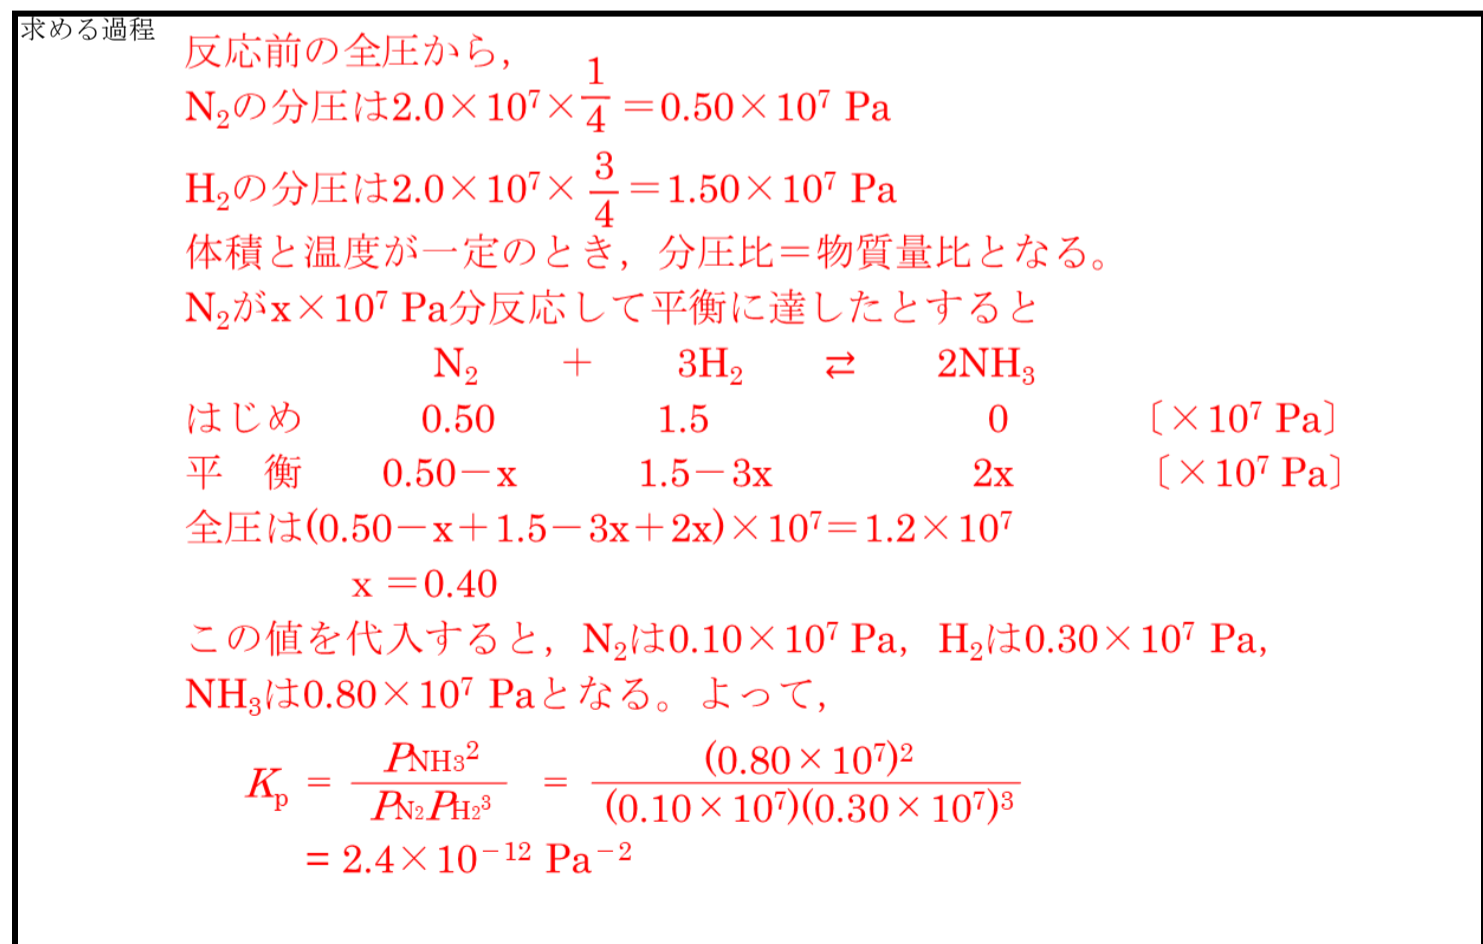 求める過程
反応前の全圧から，
N₂の分圧は2.0×10⁷×1/4＝0.50×10⁷ Pa
H₂の分圧は2.0×10⁷×3/4＝1.50×10⁷ Pa
体積と温度が一定のとき，分圧比＝物質量比となる。
N₂がx×10⁷ Pa分反応して平衡に達したとすると
N₂ ＋ 3H₂ ⇄ 2NH₃
はじめ 0.50 1.5 0 〔×10⁷ Pa〕
平 衡 0.50－x 1.5－3x 2x 〔×10⁷ Pa〕
全圧は(0.50－x＋1.5－3x＋2x)×10⁷＝1.2×10⁷
x ＝0.40
この値を代入すると，N₂は0.10×10⁷ Pa，H₂は0.30×10⁷ Pa，
NH₃は0.80×10⁷ Paとなる。よって，
Kp = PNH₃²/PN₂PH₂³ = (0.80×10⁷)²/(0.10×10⁷)(0.30×10⁷)³
= 2.4×10⁻¹² Pa⁻²